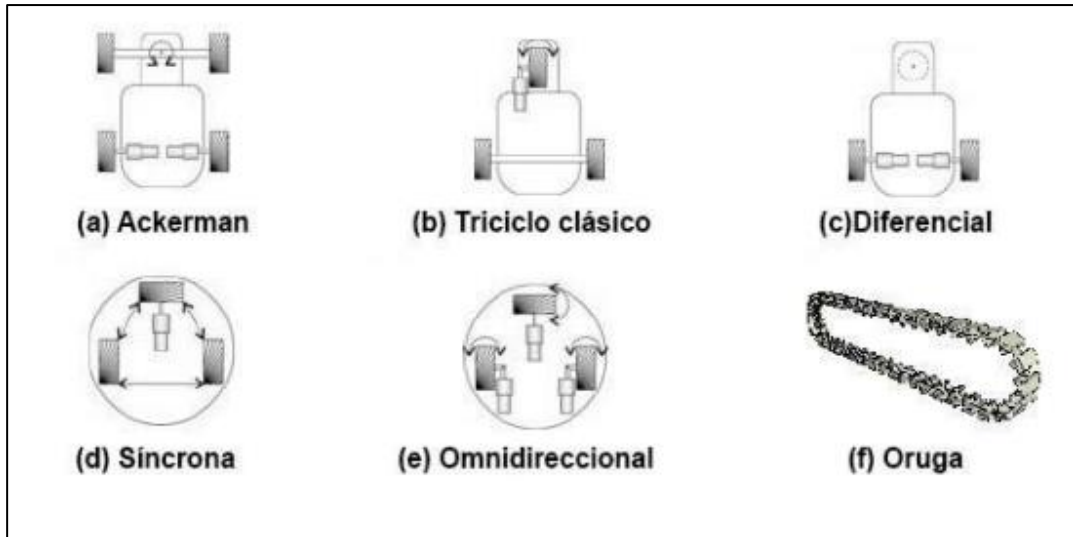 (a) Ackerman
(b) Triciclo clásico
(c)Diferencial
(d) Síncrona
(e) Omnidireccional
(f) Oruga